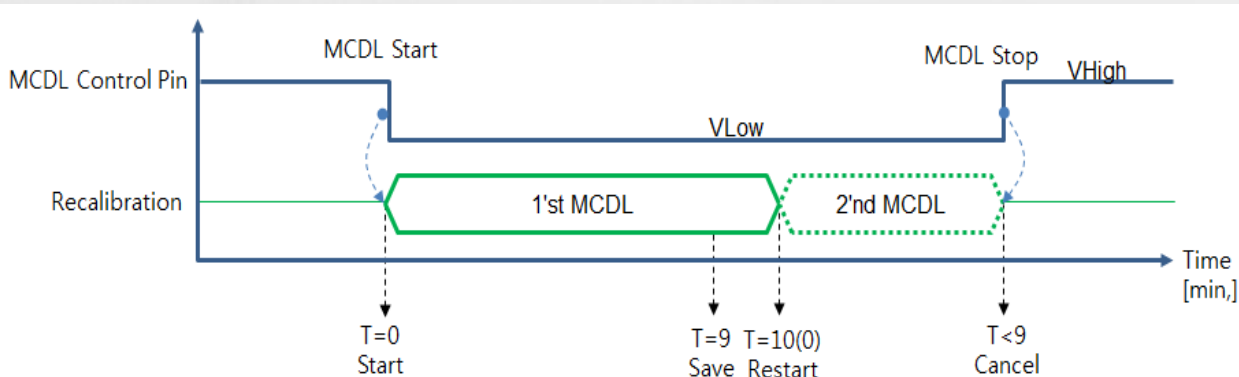 MCDL Start
MCDL Stop
VHigh
MCDL Control Pin
VLow
Recalibration
1'st MCDL
2'nd MCDL
Time
[min,]
T=0
Start
T=9
Save
T=10(0)
Restart
T<9
Cancel